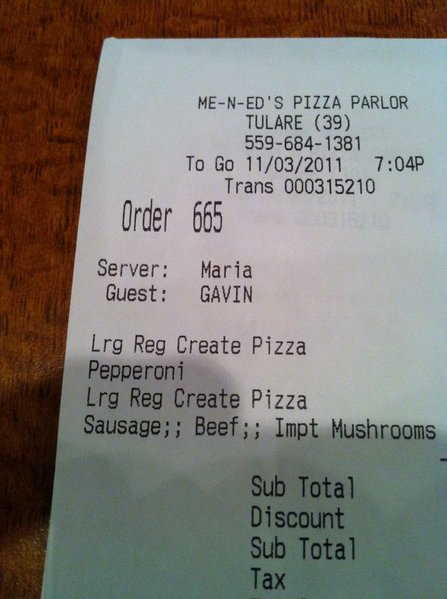 ME-N-ED'S PIZZA PARLOR
TULARE (39)
559-684-1381
To Go 11/03/2011 7:04P
Trans 000315210
Order 665
Server: Maria
Guest: GAVIN
Lrg Reg Create Pizza
Pepperoni
Lrg Reg Create Pizza
Sausage;; Beef;; Impt Mushrooms
Sub Total
Discount
Sub Total
Tax